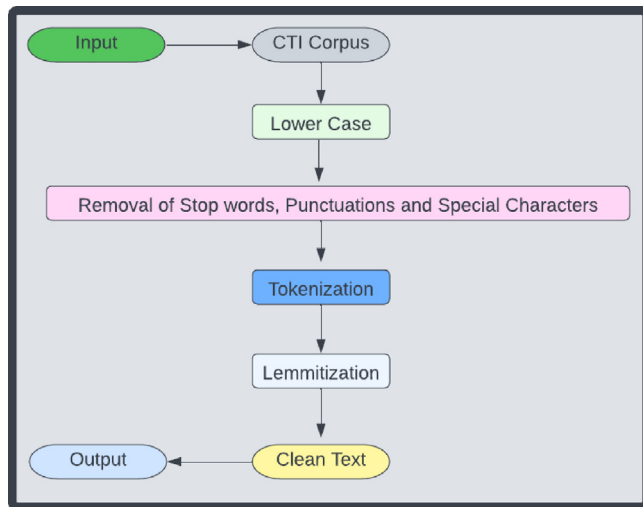 Input
CTI Corpus
Lower Case
Removal of Stop words, Punctuations and Special Characters
Tokenization
Lemmitization
Output
Clean Text